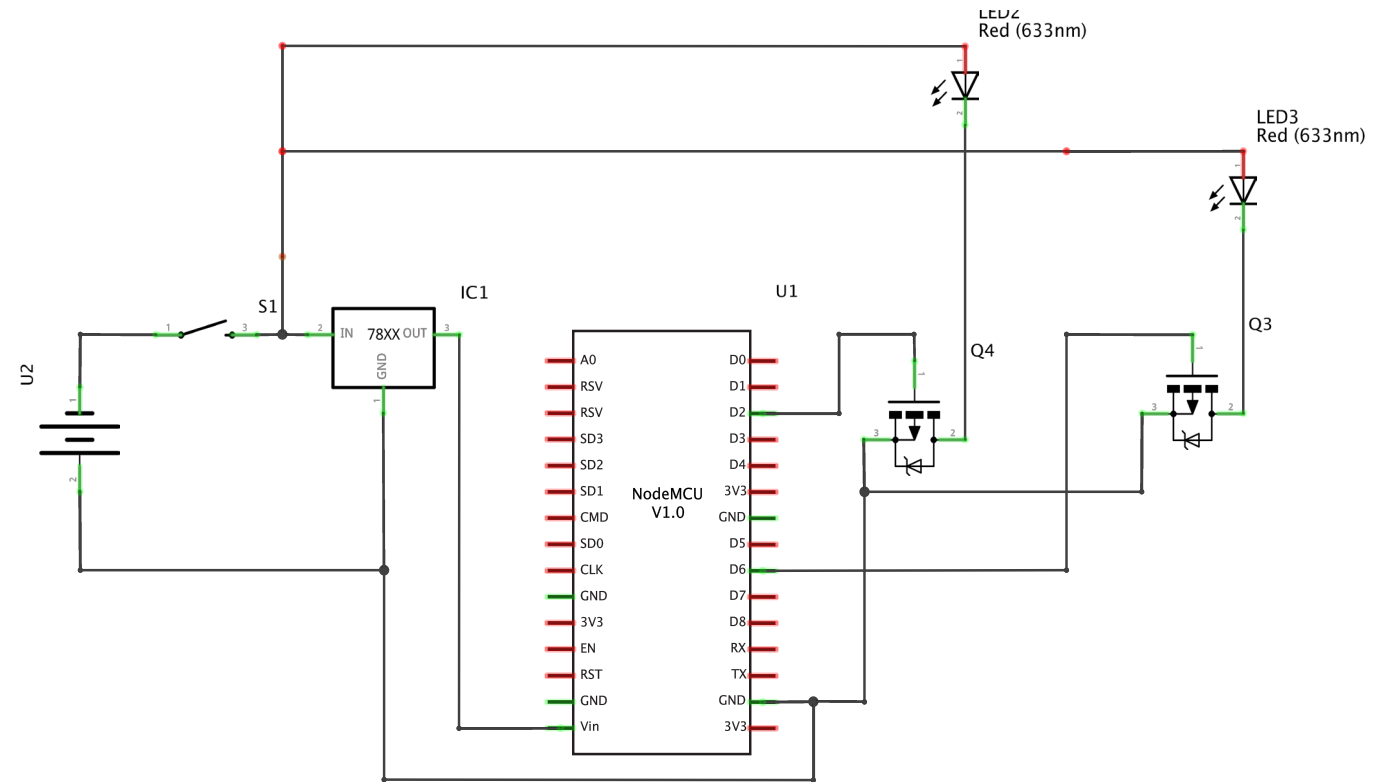 LED2
Red (633nm)
1
2
LED3
Red (633nm)
1
2
S1
IC1
U1
Q3
1
3
2
IN
78XX
OUT
3
GND
1
U2
1
2
Q4
1
3
2
1
3
2
NodeMCU
V1.0
A0
RSV
RSV
SD3
SD2
SD1
CMD
SD0
CLK
GND
3V3
EN
RST
GND
Vin
D0
D1
D2
D3
D4
3V3
GND
D5
D6
D7
D8
RX
TX
GND
3V3